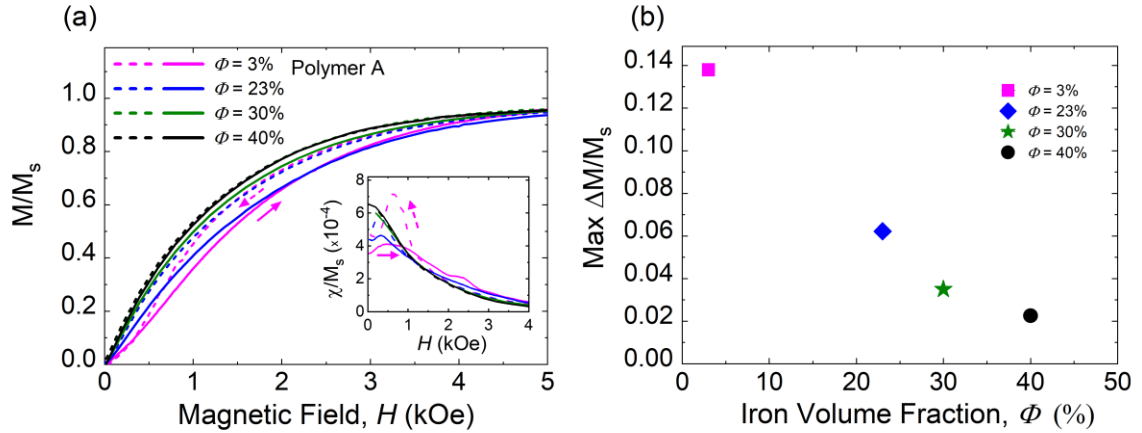 (a)
M/Mₛ
1.0
0.8
0.6
0.4
0.2
0.0
Φ = 3%
Φ = 23%
Φ = 30%
Φ = 40%
Polymer A
χ/Mₛ (x10⁻⁴)
8
6
4
2
0
0 1 2 3 4
H (kOe)
0 1 2 3 4 5
Magnetic Field, H (kOe)
(b)
Max ΔM/Mₛ
0.14
0.12
0.10
0.08
0.06
0.04
0.02
0.00
Φ = 3%
Φ = 23%
Φ = 30%
Φ = 40%
0 10 20 30 40 50
Iron Volume Fraction, Φ (%)